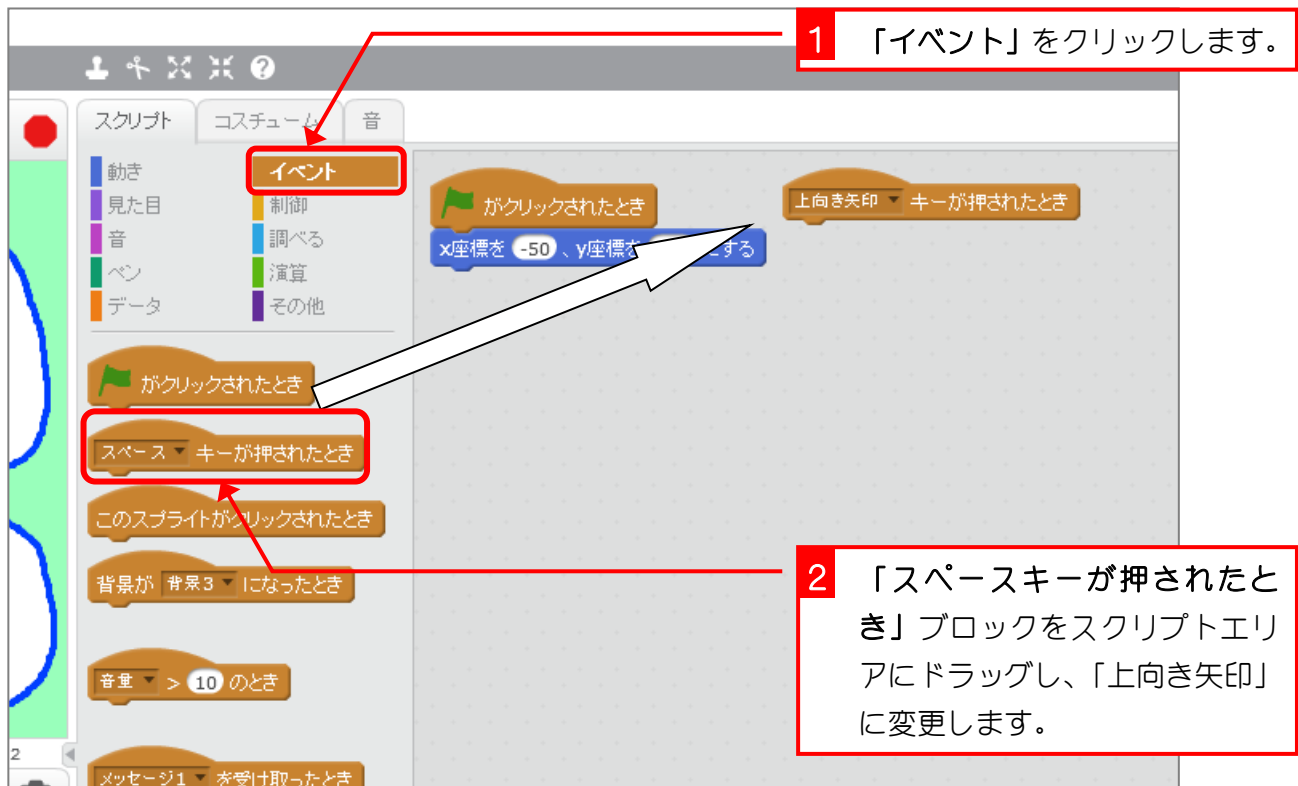 1 「イベント」をクリックします。
スクリプト コスチューム 音
動き イベント
見た目 制御
音 調べる
ペン 演算
データ その他
がクリックされたとき
x座標を -50 、y座標を
とする
上向き矢印 キーが押されたとき
がクリックされたとき
スペース キーが押されたとき
このスプライトがクリックされたとき
背景が 背景3 になったとき
音量 > 10 のとき
メッセージ1 を受け取ったとき
2
2 「スペースキーが押されたと
き」ブロックをスクリプトエリ
アにドラッグし、「上向き矢印」
に変更します。